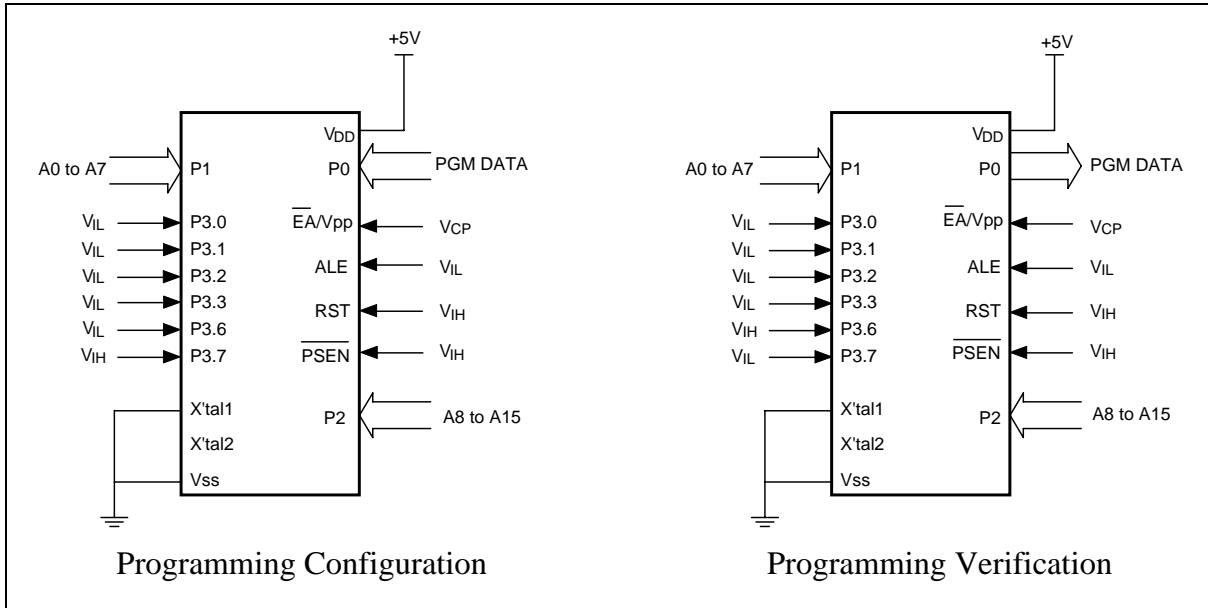 +5V
VDD
A0 to A7 P1 P0 PGM DATA
VIL P3.0 E̅A̅/Vpp VCP
VIL P3.1
VIL P3.2 ALE VIL
VIL P3.3 RST VIH
VIL P3.6
VIH P3.7 P̅S̅E̅N̅ VIH
X'tal1 P2 A8 to A15
X'tal2
Vss
Programming Configuration
+5V
VDD
A0 to A7 P1 P0 PGM DATA
VIL P3.0 E̅A̅/Vpp VCP
VIL P3.1
VIL P3.2 ALE VIL
VIL P3.3 RST VIH
VIH P3.6
VIL P3.7 P̅S̅E̅N̅ VIH
X'tal1 P2 A8 to A15
X'tal2
Vss
Programming Verification